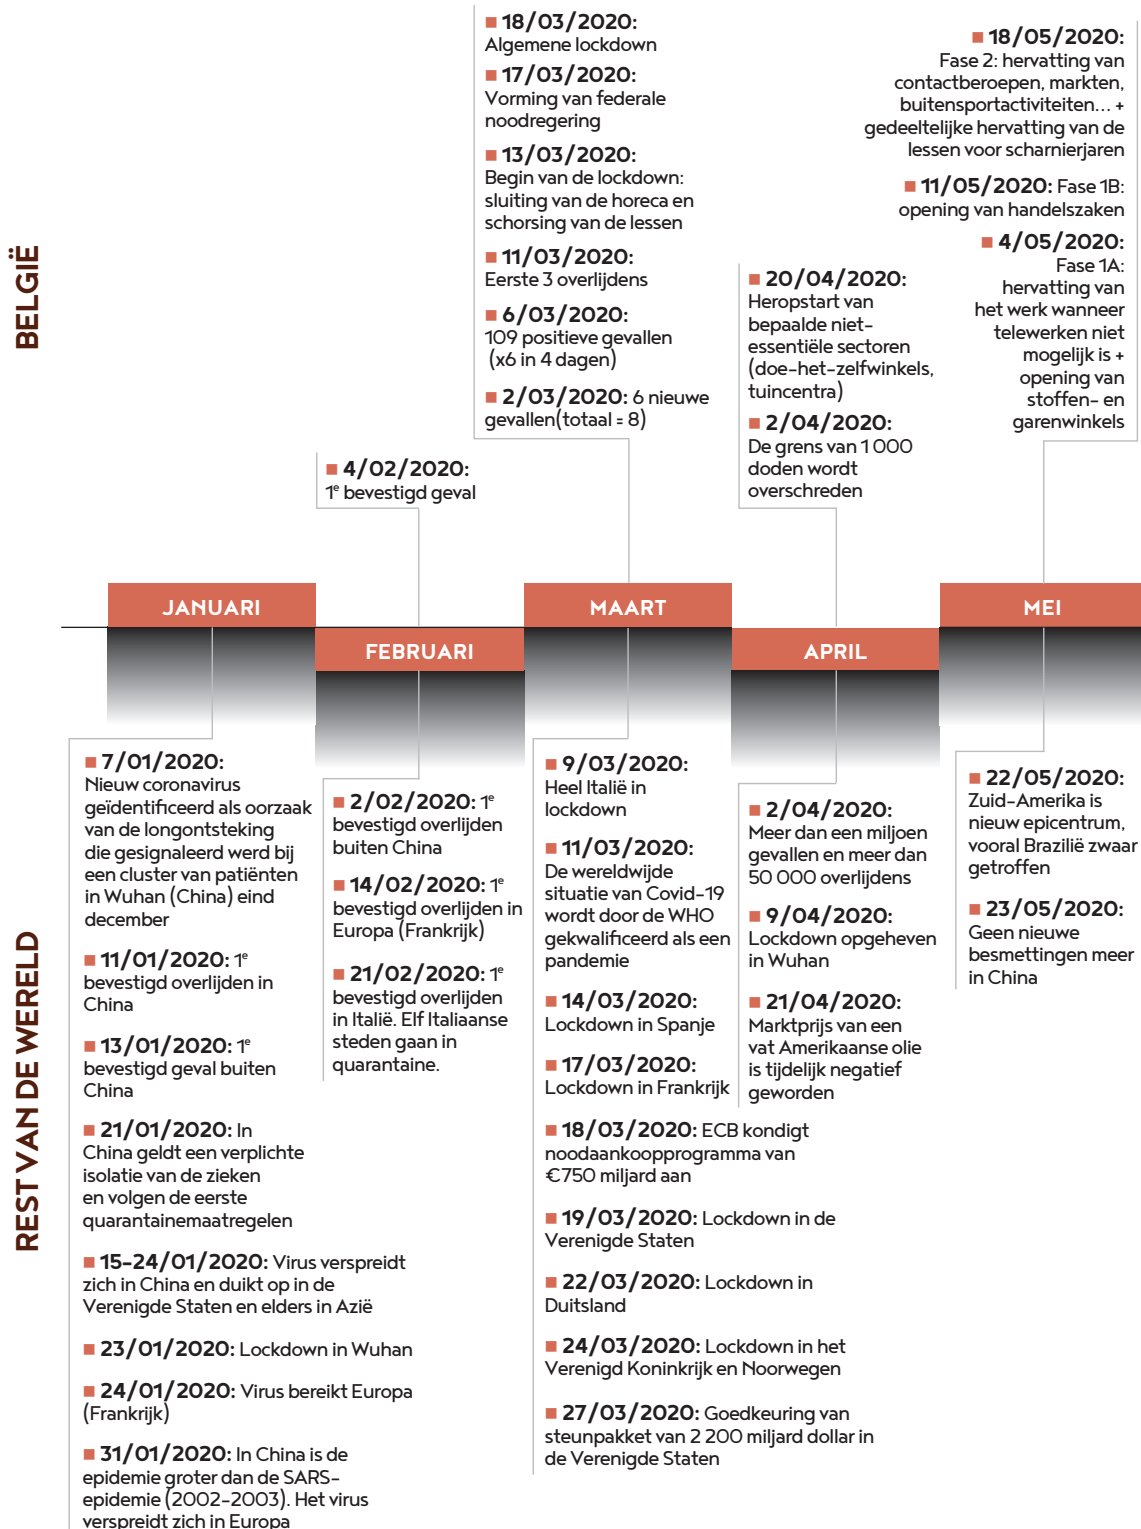 BELGIË
18/03/2020:
Algemene lockdown
17/03/2020:
Vorming van federale
noodregering
13/03/2020:
Begin van de lockdown:
sluiting van de horeca en
schorsing van de lessen
11/03/2020:
Eerste 3 overlijdens
6/03/2020:
109 positieve gevallen
(x6 in 4 dagen)
2/03/2020: 6 nieuwe
gevallen(totaal = 8)
4/02/2020:
1e bevestigd geval
20/04/2020:
Heropstart van
bepaalde niet-
essentiële sectoren
(doe-het-zelfwinkels,
tuincentra)
2/04/2020:
De grens van 1 000
doden wordt
overschreden
18/05/2020:
Fase 2: hervatting van
contactberoepen, markten,
buitensportactiviteiten... +
gedeeltelijke hervatting van de
lessen voor scharnierjaren
11/05/2020: Fase 1B:
opening van handelszaken
4/05/2020:
Fase 1A:
hervatting van
het werk wanneer
telewerken niet
mogelijk is +
opening van
stoffen- en
garenwinkels
JANUARI
FEBRUARI
MAART
APRIL
MEI
REST VAN DE WERELD
7/01/2020:
Nieuw coronavirus
geïdentificeerd als oorzaak
van de longontsteking
die gesignaleerd werd bij
een cluster van patiënten
in Wuhan (China) eind
december
11/01/2020: 1e
bevestigd overlijden in
China
13/01/2020: 1e
bevestigd geval buiten
China
21/01/2020: In
China geldt een verplichte
isolatie van de zieken
en volgen de eerste
quarantainemaatregelen
15-24/01/2020: Virus verspreidt
zich in China en duikt op in de
Verenigde Staten en elders in Azië
23/01/2020: Lockdown in Wuhan
24/01/2020: Virus bereikt Europa
(Frankrijk)
31/01/2020: In China is de
epidemie groter dan de SARS-
epidemie (2002-2003). Het virus
verspreidt zich in Europa
2/02/2020: 1e
bevestigd overlijden
buiten China
14/02/2020: 1e
bevestigd overlijden in
Europa (Frankrijk)
21/02/2020: 1e
bevestigd overlijden
in Italië. Elf Italiaanse
steden gaan in
quarantaine.
9/03/2020:
Heel Italië in
lockdown
11/03/2020:
De wereldwijde
situatie van Covid-19
wordt door de WHO
gekwalificeerd als een
pandemie
14/03/2020:
Lockdown in Spanje
17/03/2020:
Lockdown in Frankrijk
18/03/2020: ECB kondigt
noodaankoopprogramma van
€750 miljard aan
19/03/2020: Lockdown in de
Verenigde Staten
22/03/2020: Lockdown in
Duitsland
24/03/2020: Lockdown in het
Verenigd Koninkrijk en Noorwegen
27/03/2020: Goedkeuring van
steunpakket van 2 200 miljard dollar in
de Verenigde Staten
2/04/2020:
Meer dan een miljoen
gevallen en meer dan
50 000 overlijdens
9/04/2020:
Lockdown opgeheven
in Wuhan
21/04/2020:
Marktprijs van een
vat Amerikaanse olie
is tijdelijk negatief
geworden
22/05/2020:
Zuid-Amerika is
nieuw epicentrum,
vooral Brazilië zwaar
getroffen
23/05/2020:
Geen nieuwe
besmettingen meer
in China